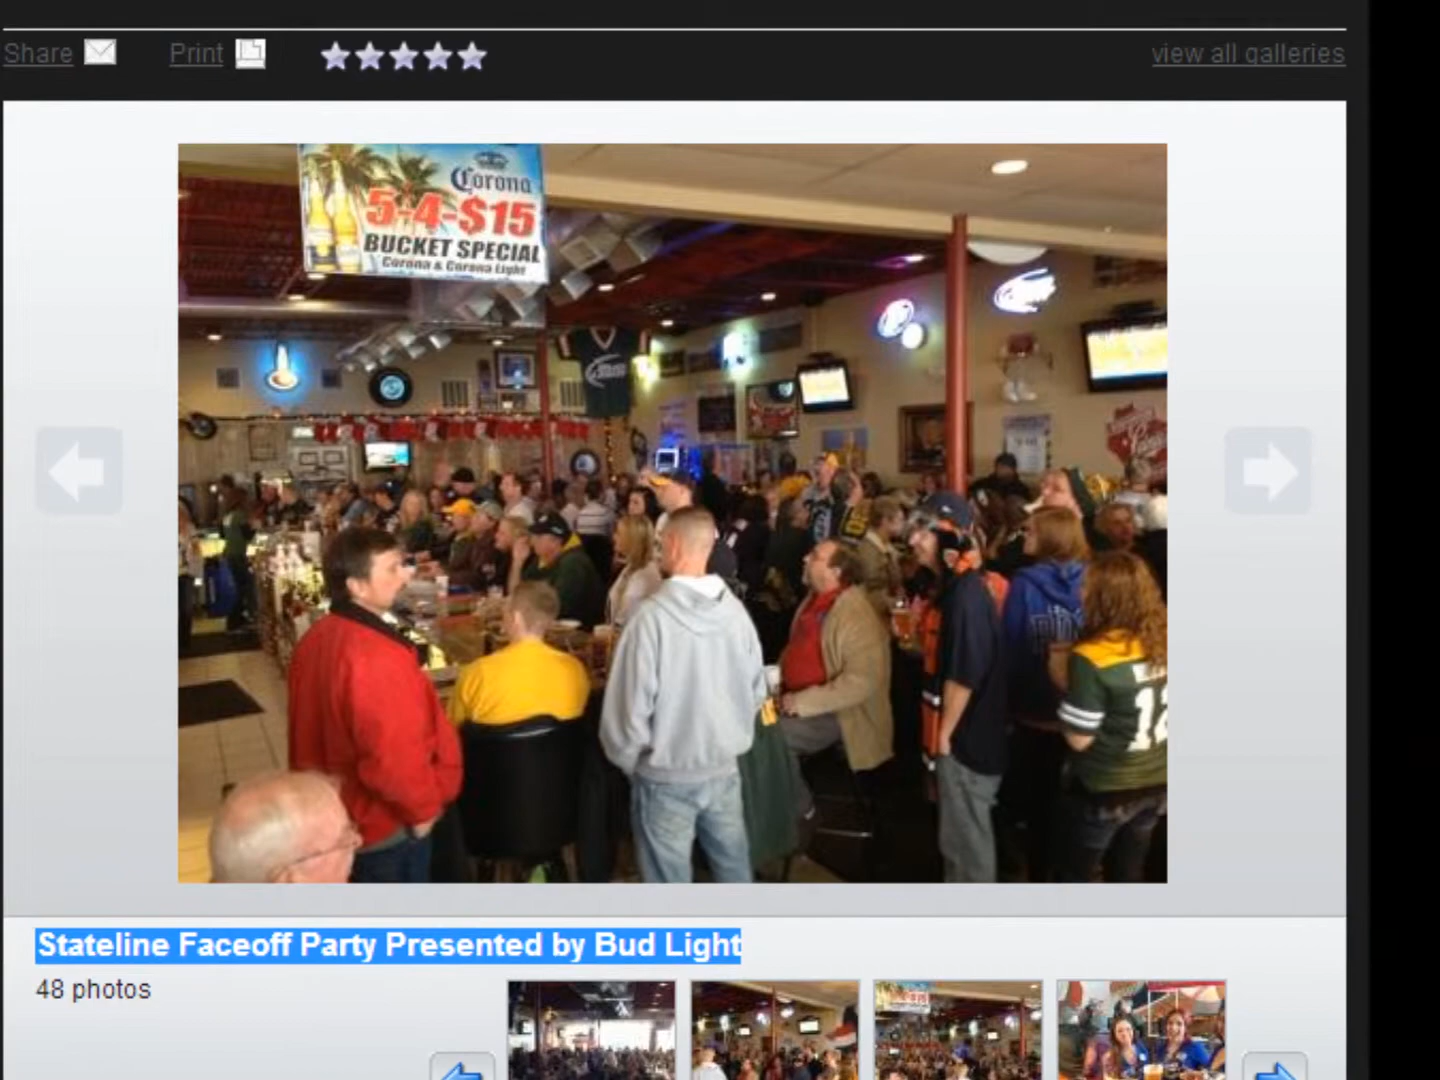 Share Print view all galleries
Corona
5-4-$15
BUCKET SPECIAL
Corona & Corona Light
12
Stateline Faceoff Party Presented by Bud Light
48 photos